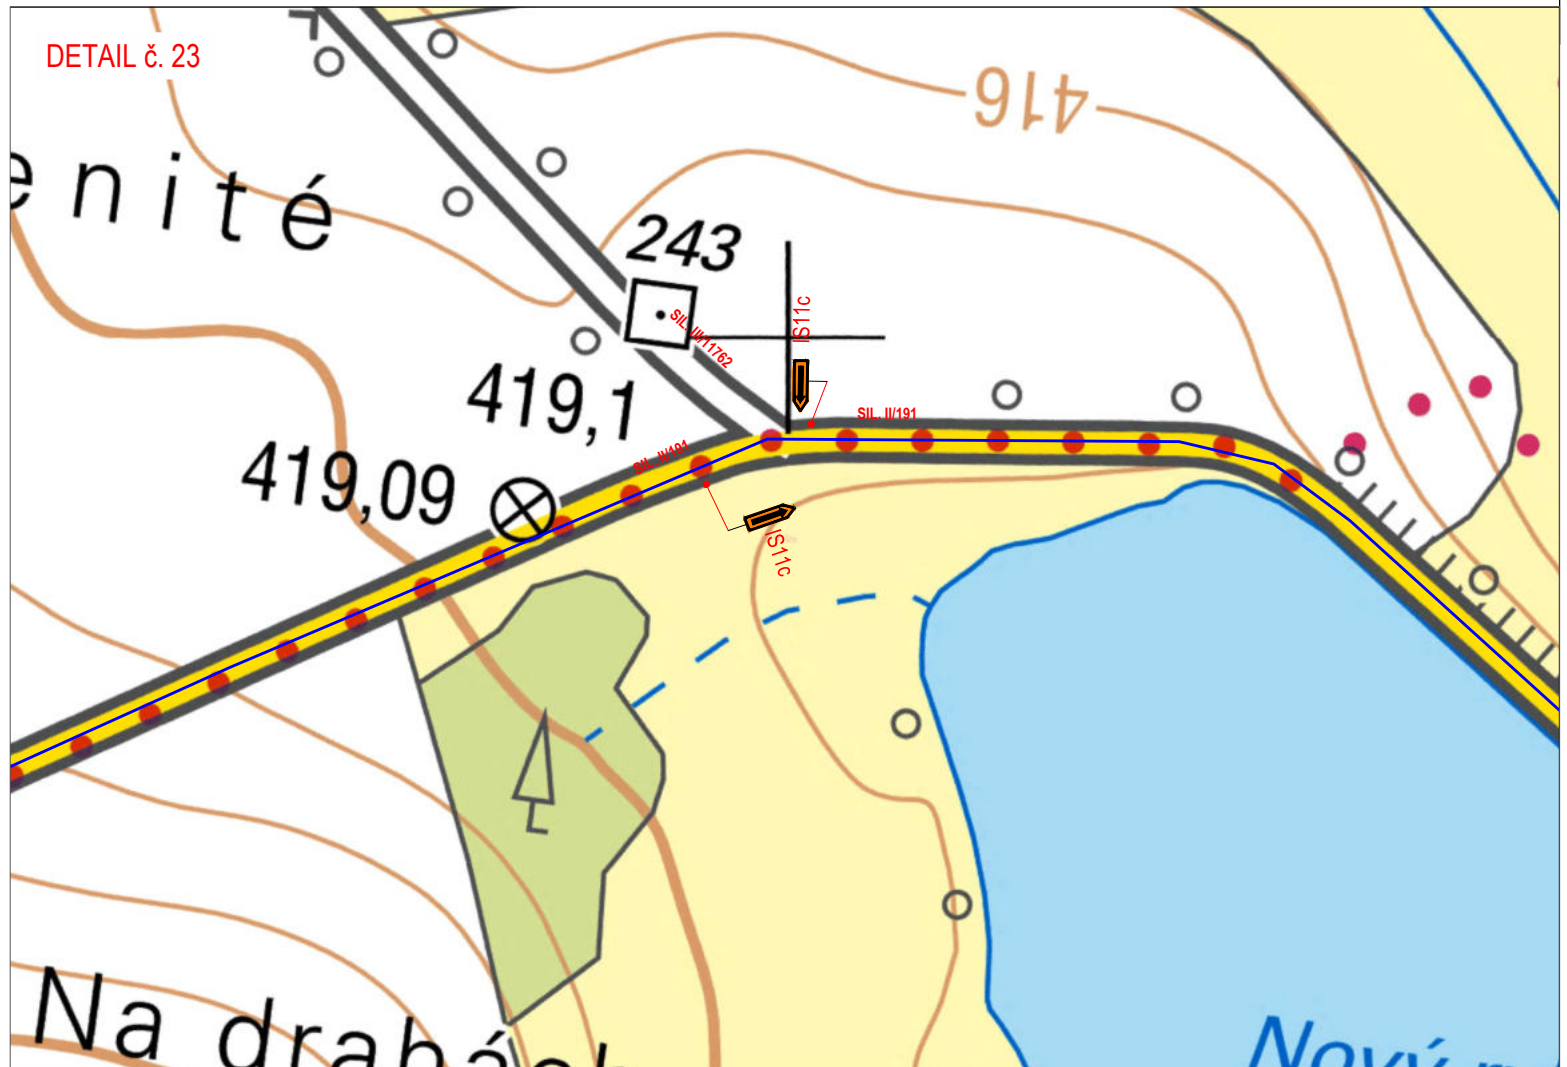 DETAIL č. 23
416
enité
243
IS11c
SIL. III/11762
419,1
SIL. II/191
SIL. II/191
419,09
IS11c
Na drabách
Nový